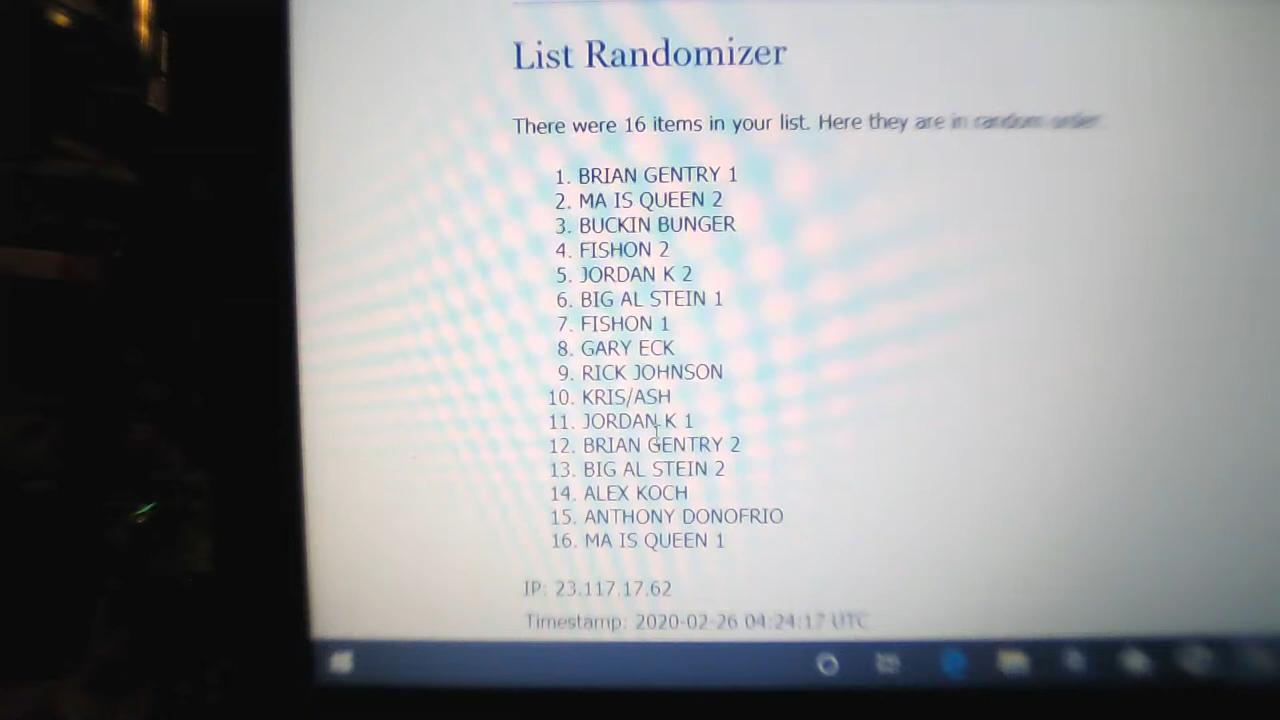 List Randomizer
There were 16 items in your list. Here they are in random order:
1. BRIAN GENTRY 1
2. MA IS QUEEN 2
3. BUCKIN BUNGER
4. FISHON 2
5. JORDAN K 2
6. BIG AL STEIN 1
7. FISHON 1
8. GARY ECK
9. RICK JOHNSON
10. KRIS/ASH
11. JORDAN K 1
12. BRIAN GENTRY 2
13. BIG AL STEIN 2
14. ALEX KOCH
15. ANTHONY DONOFRIO
16. MA IS QUEEN 1
IP: 23.117.17.62
Timestamp: 2020-02-26 04:24:17 UTC